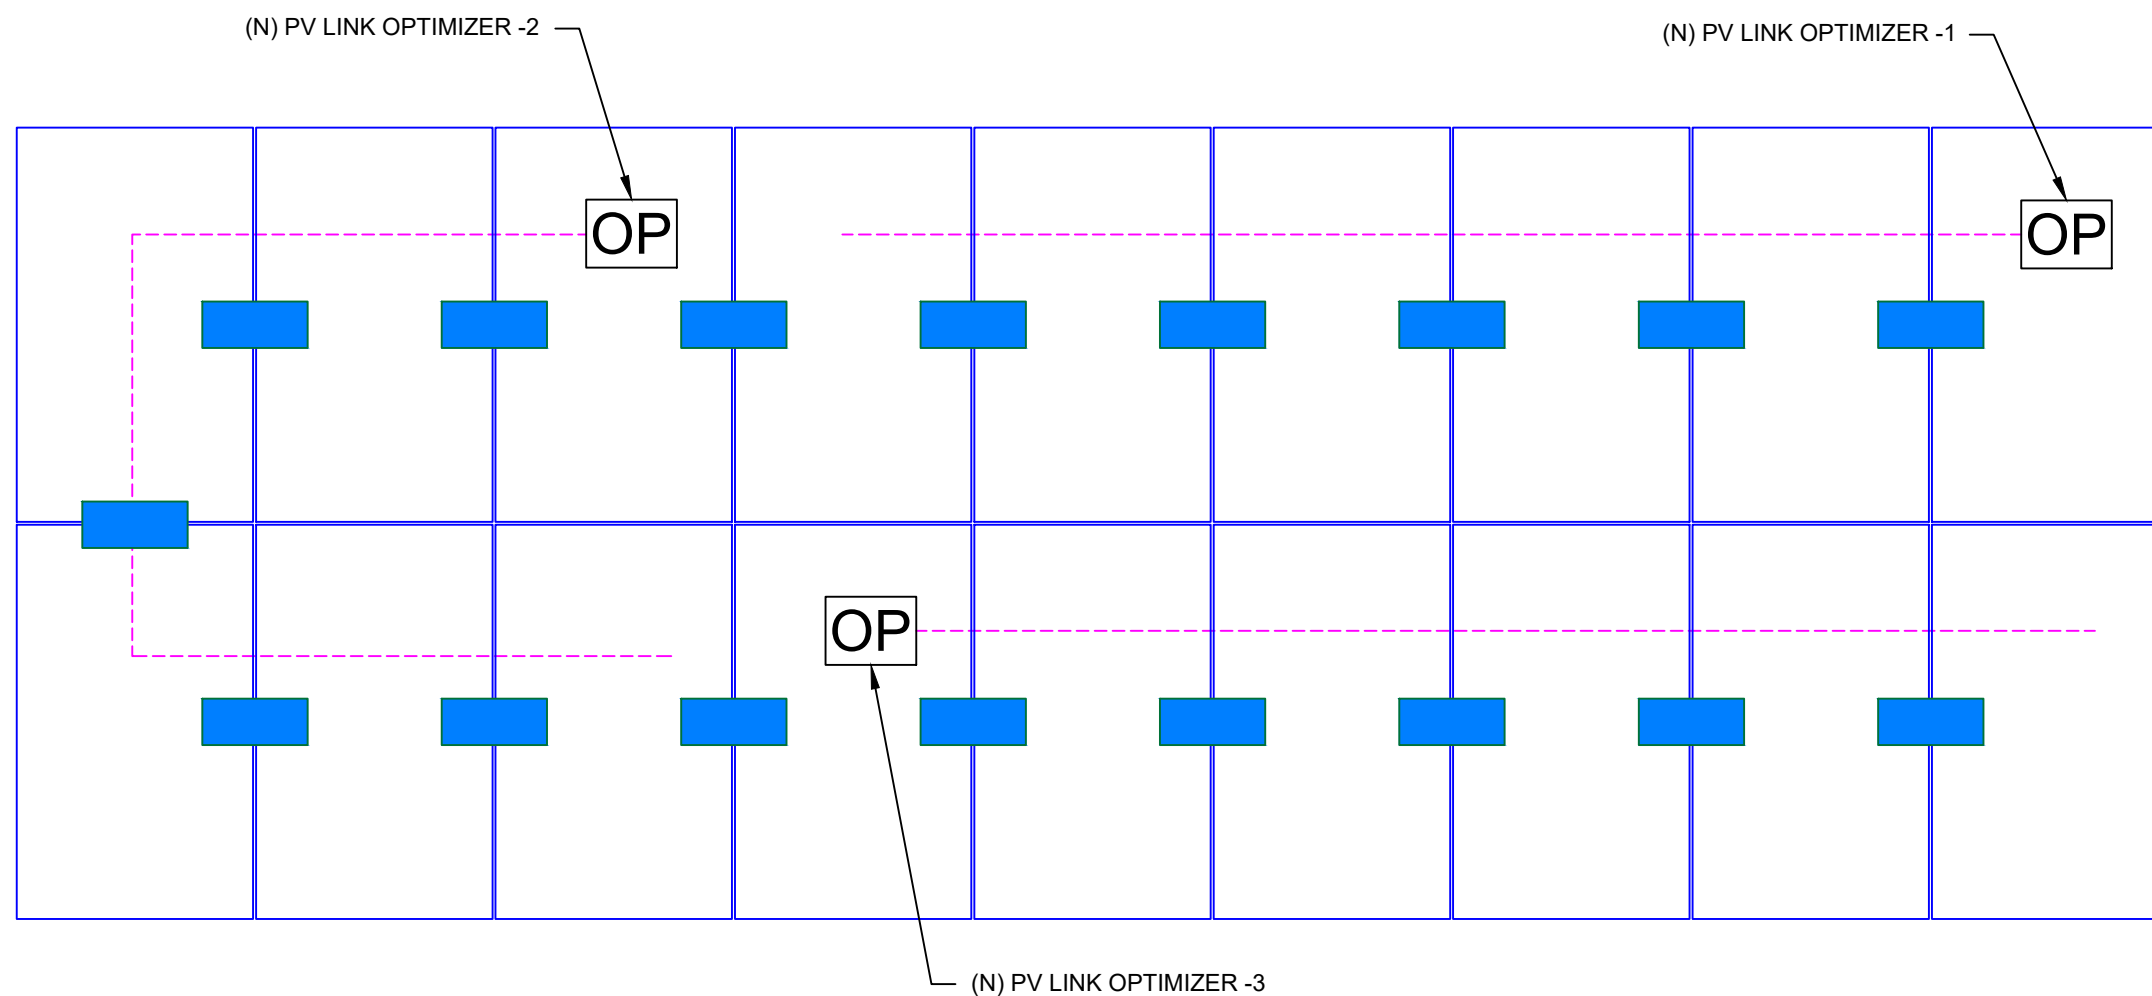 (N) PV LINK OPTIMIZER -2
(N) PV LINK OPTIMIZER -1
OP
OP
OP
(N) PV LINK OPTIMIZER -3